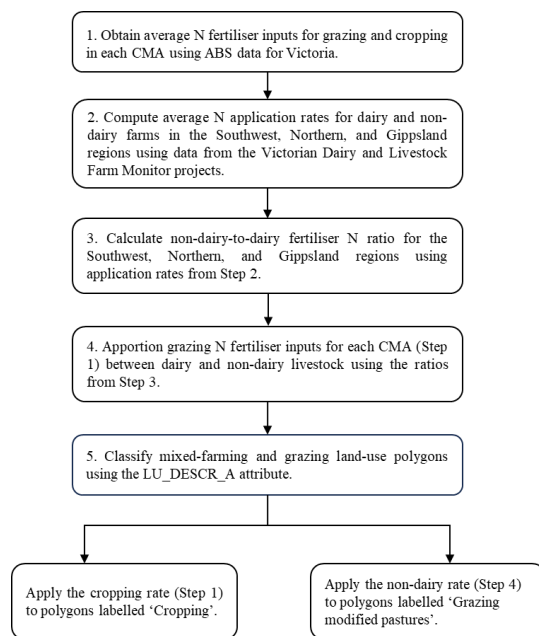 1. Obtain average N fertiliser inputs for grazing and cropping
in each CMA using ABS data for Victoria.
2. Compute average N application rates for dairy and non-
dairy farms in the Southwest, Northern, and Gippsland
regions using data from the Victorian Dairy and Livestock
Farm Monitor projects.
3. Calculate non-dairy-to-dairy fertiliser N ratio for the
Southwest, Northern, and Gippsland regions using
application rates from Step 2.
4. Apportion grazing N fertiliser inputs for each CMA (Step
1) between dairy and non-dairy livestock using the ratios
from Step 3.
5. Classify mixed-farming and grazing land-use polygons
using the LU_DESCR_A attribute.
Apply the cropping rate (Step 1)
to polygons labelled ‘Cropping’.
Apply the non-dairy rate (Step 4)
to polygons labelled ‘Grazing
modified pastures’.